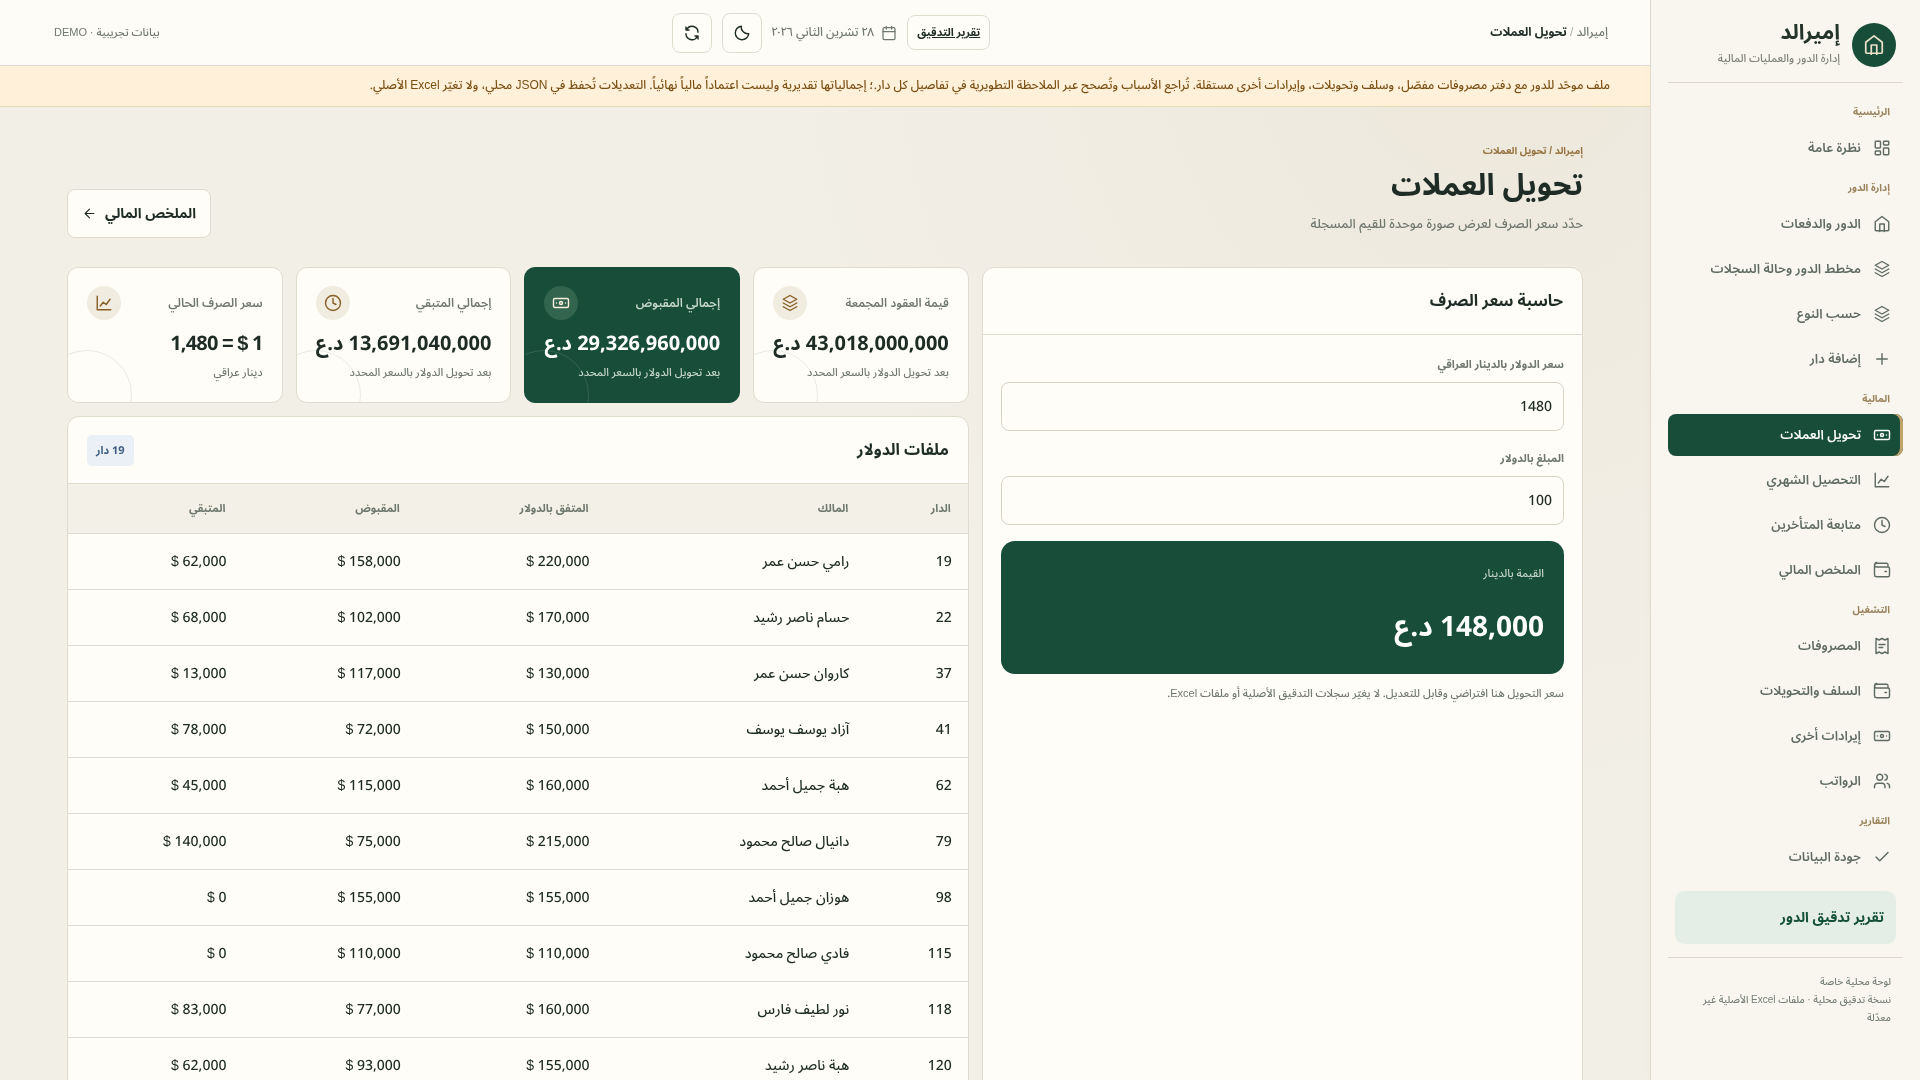 إميرالد
إدارة الدور والعمليات المالية
الرئيسية
نظرة عامة
إدارة الدور
الدور والدفعات
مخطط الدور وحالة السجلات
حسب النوع
إضافة دار
المالية
تحويل العملات
التحصيل الشهري
متابعة المتأخرين
الملخص المالي
التشغيل
المصروفات
السلف والتحويلات
إيرادات أخرى
الرواتب
التقارير
جودة البيانات
تقرير تدقيق الدور
لوحة محلية خاصة
نسخة تدقيق محلية · ملفات Excel الأصلية غير
معدّلة
إميرالد / تحويل العملات
تقرير التدقيق
٢٨ تشرين الثاني ٢٠٢٦
بيانات تجريبية · DEMO
ملف موحّد للدور مع دفتر مصروفات مفصّل، وسلف وتحويلات، وإيرادات أخرى مستقلة. تُراجع الأسباب وتُصحح عبر الملاحظة التطويرية في تفاصيل كل دار.؛ إجمالياتها تقديرية وليست اعتماداً مالياً نهائياً. التعديلات تُحفظ في JSON محلي، ولا تغيّر Excel الأصلي.
إميرالد / تحويل العملات
تحويل العملات
حدّد سعر الصرف لعرض صورة موحدة للقيم المسجلة
الملخص المالي
حاسبة سعر الصرف
سعر الدولار بالدينار العراقي
1480
المبلغ بالدولار
100
القيمة بالدينار
148,000 د.ع
سعر التحويل هنا افتراضي وقابل للتعديل. لا يغيّر سجلات التدقيق الأصلية أو ملفات Excel.
قيمة العقود المجمعة
43,018,000,000 د.ع
بعد تحويل الدولار بالسعر المحدد
إجمالي المقبوض
29,326,960,000 د.ع
بعد تحويل الدولار بالسعر المحدد
إجمالي المتبقي
13,691,040,000 د.ع
بعد تحويل الدولار بالسعر المحدد
سعر الصرف الحالي
1 $ = 1,480
دينار عراقي
ملفات الدولار
19 دار
الدار المالك المتفق بالدولار المقبوض المتبقي
19 رامي حسن عمر 220,000 $ 158,000 $ 62,000 $
22 حسام ناصر رشيد 170,000 $ 102,000 $ 68,000 $
37 كاروان حسن عمر 130,000 $ 117,000 $ 13,000 $
41 آزاد يوسف يوسف 150,000 $ 72,000 $ 78,000 $
62 هبة جميل أحمد 160,000 $ 115,000 $ 45,000 $
79 دانيال صالح محمود 215,000 $ 75,000 $ 140,000 $
98 هوزان جميل أحمد 155,000 $ 155,000 $ 0 $
115 فادي صالح محمود 110,000 $ 110,000 $ 0 $
118 نور لطيف فارس 160,000 $ 77,000 $ 83,000 $
120 هبة ناصر رشيد 155,000 $ 93,000 $ 62,000 $